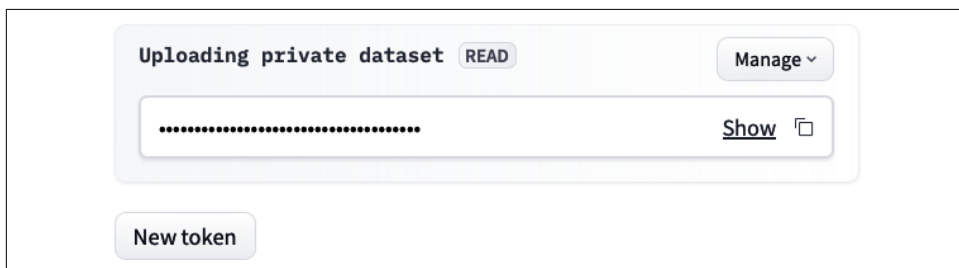 Uploading private dataset READ
Manage
•••••••••••••••••••••••••••••••••••••
Show
New token